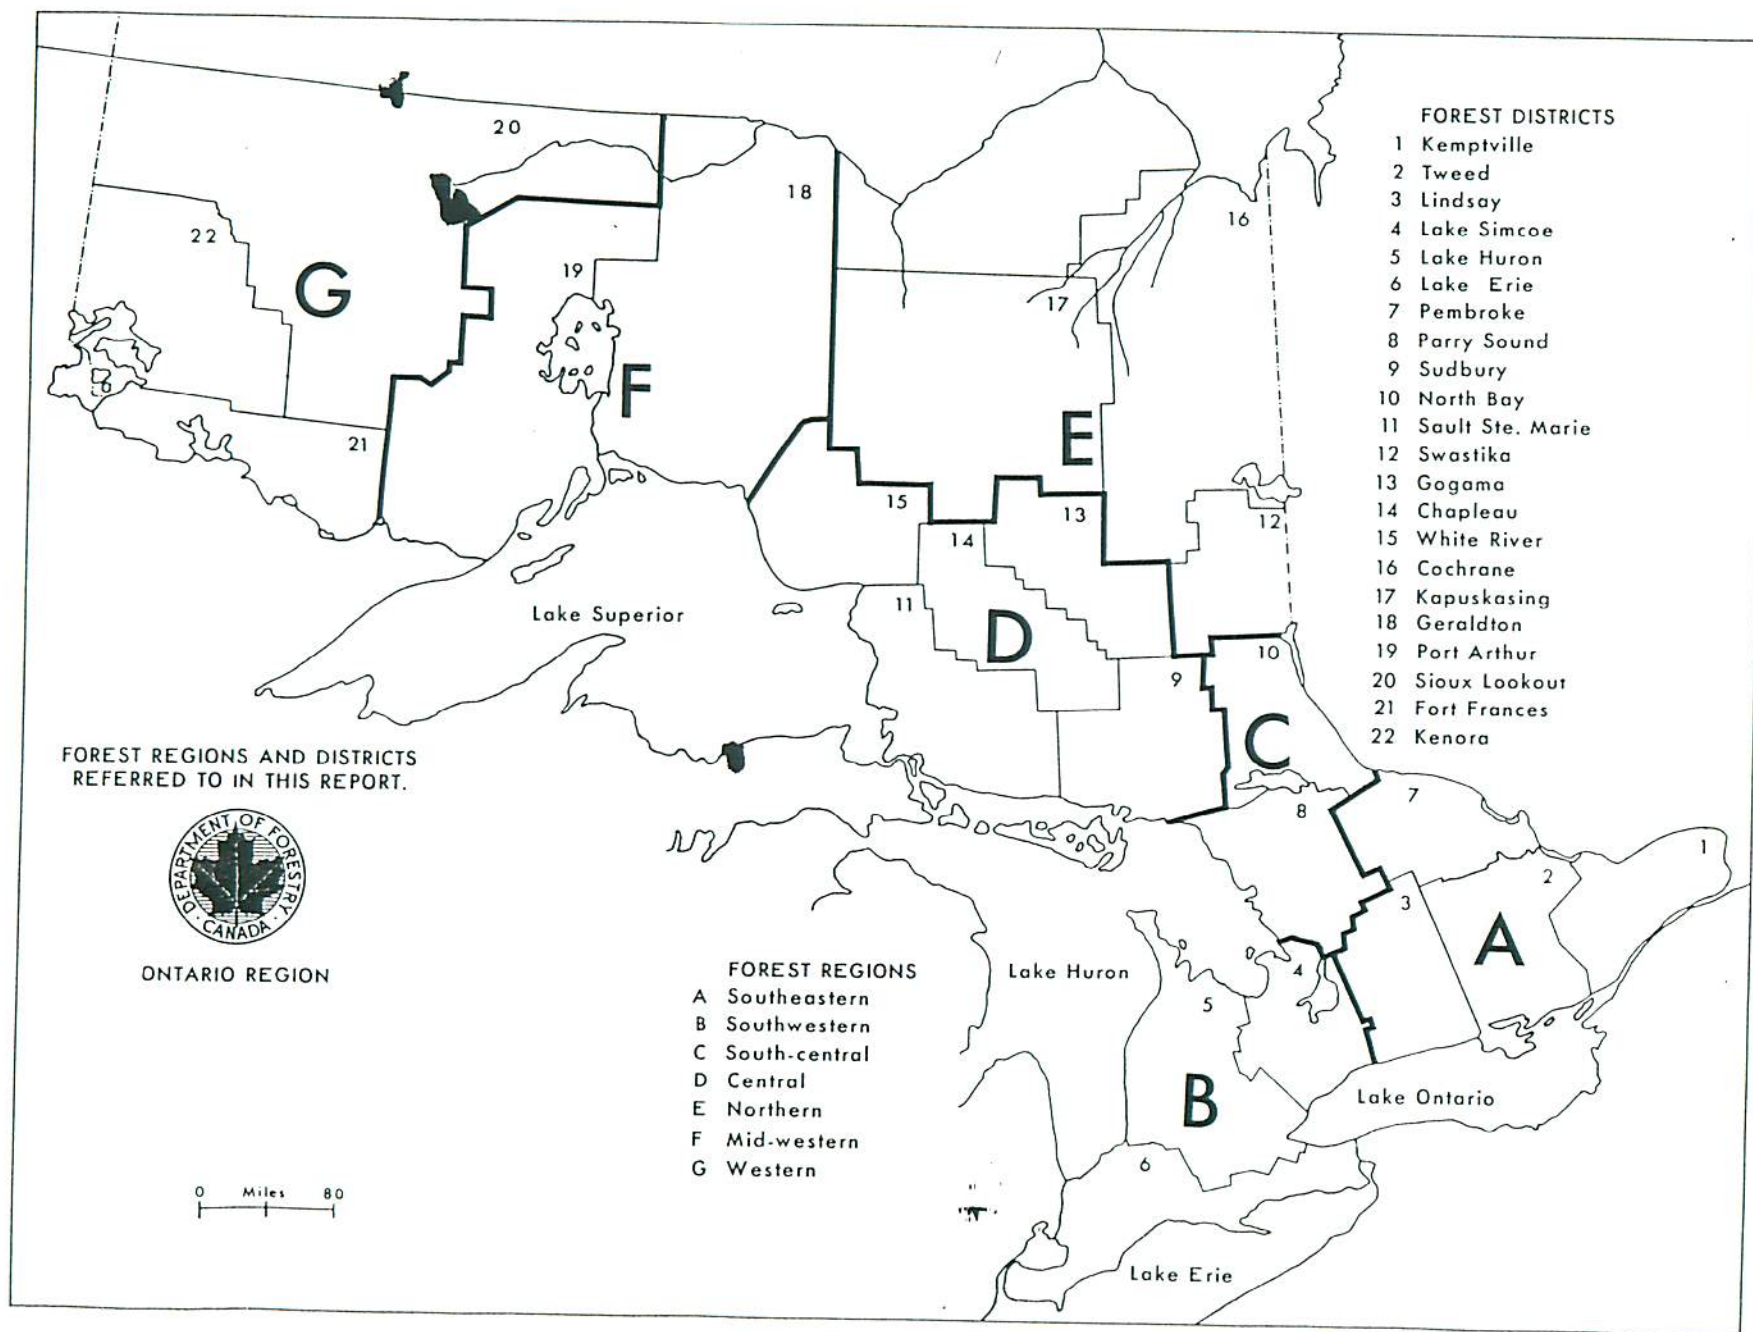 20
18
16
22
G
19
17
F
E
21
15
13
12
14
11
D
10
9
C
8
7
1
2
3
A
4
5
B
6
Lake Superior
Lake Huron
Lake Ontario
Lake Erie
FOREST DISTRICTS
1 Kemptville
2 Tweed
3 Lindsay
4 Lake Simcoe
5 Lake Huron
6 Lake Erie
7 Pembroke
8 Parry Sound
9 Sudbury
10 North Bay
11 Sault Ste. Marie
12 Swastika
13 Gogama
14 Chapleau
15 White River
16 Cochrane
17 Kapuskasing
18 Geraldton
19 Port Arthur
20 Sioux Lookout
21 Fort Frances
22 Kenora
FOREST REGIONS AND DISTRICTS
REFERRED TO IN THIS REPORT.
DEPARTMENT OF FORESTRY
CANADA
ONTARIO REGION
FOREST REGIONS
A Southeastern
B Southwestern
C South-central
D Central
E Northern
F Mid-western
G Western
0 Miles 80